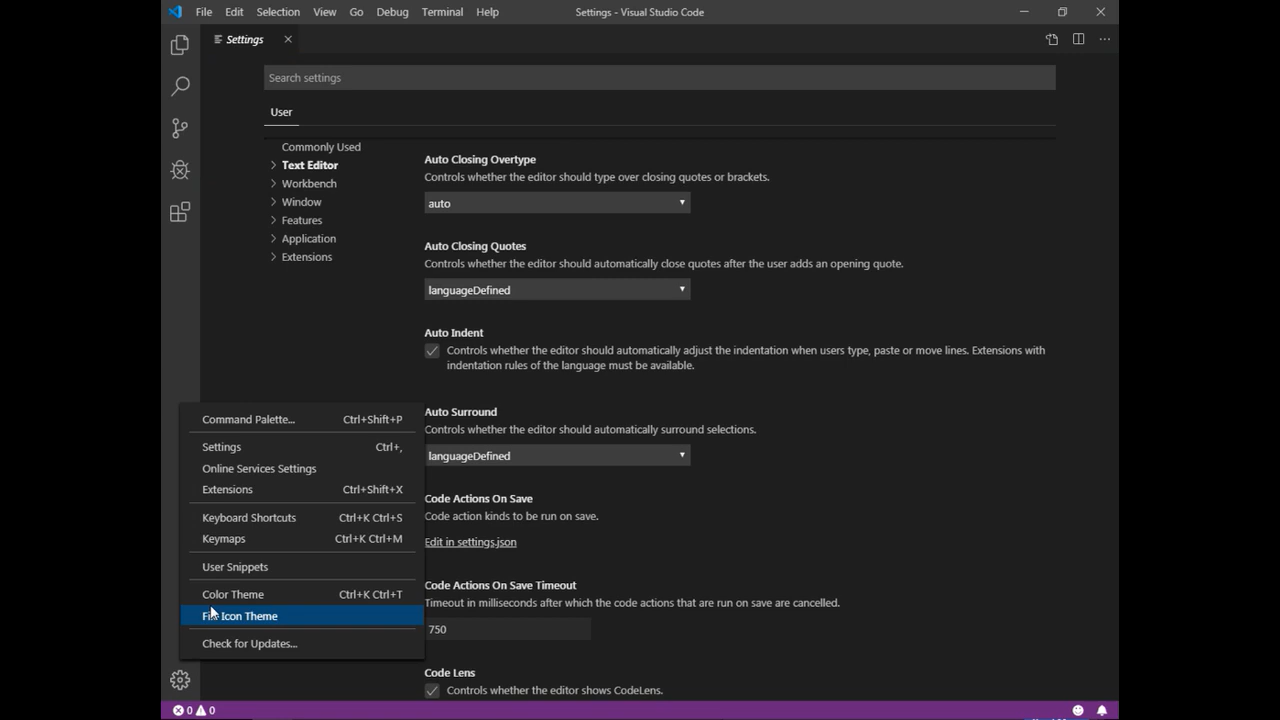 File Edit Selection View Go Debug Terminal Help Settings - Visual Studio Code
Settings
Search settings
User
Commonly Used
Text Editor
Workbench
Window
Features
Application
Extensions
Auto Closing Overtype
Controls whether the editor should type over closing quotes or brackets.
auto
Auto Closing Quotes
Controls whether the editor should automatically close quotes after the user adds an opening quote.
languageDefined
Auto Indent
Controls whether the editor should automatically adjust the indentation when users type, paste or move lines. Extensions with
indentation rules of the language must be available.
Auto Surround
Controls whether the editor should automatically surround selections.
languageDefined
Code Actions On Save
Code action kinds to be run on save.
Edit in settings.json
Code Actions On Save Timeout
Timeout in milliseconds after which the code actions that are run on save are cancelled.
750
Code Lens
Controls whether the editor shows CodeLens.
Command Palette... Ctrl+Shift+P
Settings Ctrl+,
Online Services Settings
Extensions Ctrl+Shift+X
Keyboard Shortcuts Ctrl+K Ctrl+S
Keymaps Ctrl+K Ctrl+M
User Snippets
Color Theme Ctrl+K Ctrl+T
File Icon Theme
Check for Updates...
0 0